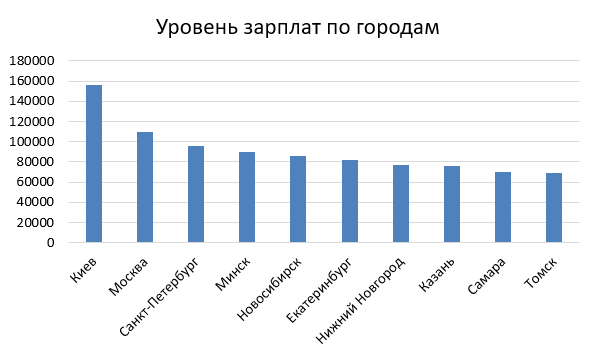 Уровень зарплат по городам
180000
160000
140000
120000
100000
80000
60000
40000
20000
0
Киев
Москва
Санкт-Петербург
Минск
Новосибирск
Екатеринбург
Нижний Новгород
Казань
Самара
Томск